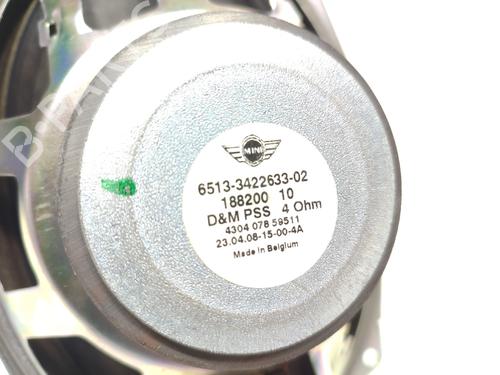 B-PARTS
MINI
6513-3422633-02
188200 10
D&M PSS 4 Ohm
4304 078 59511
23.04.08-15-00-4A
Made in Belgium